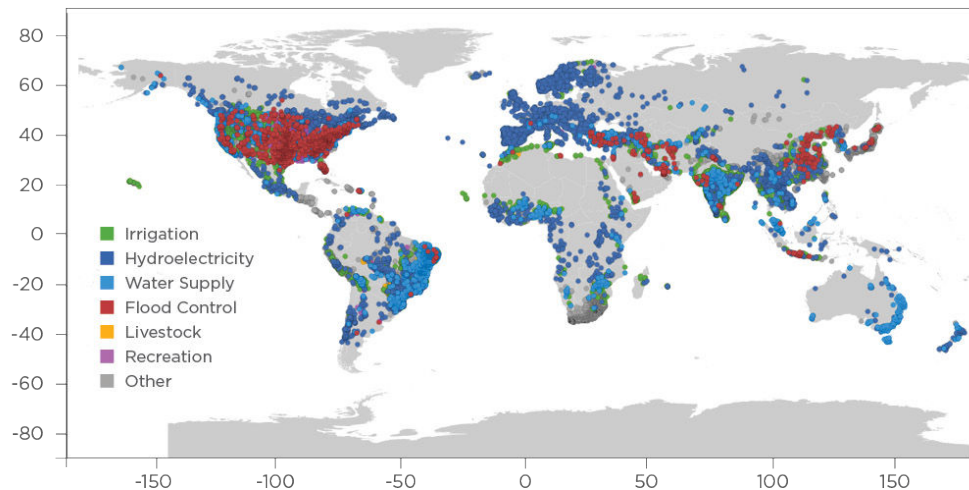 80
60
40
20
0
-20
-40
-60
-80
Irrigation
Hydroelectricity
Water Supply
Flood Control
Livestock
Recreation
Other
-150 -100 -50 0 50 100 150